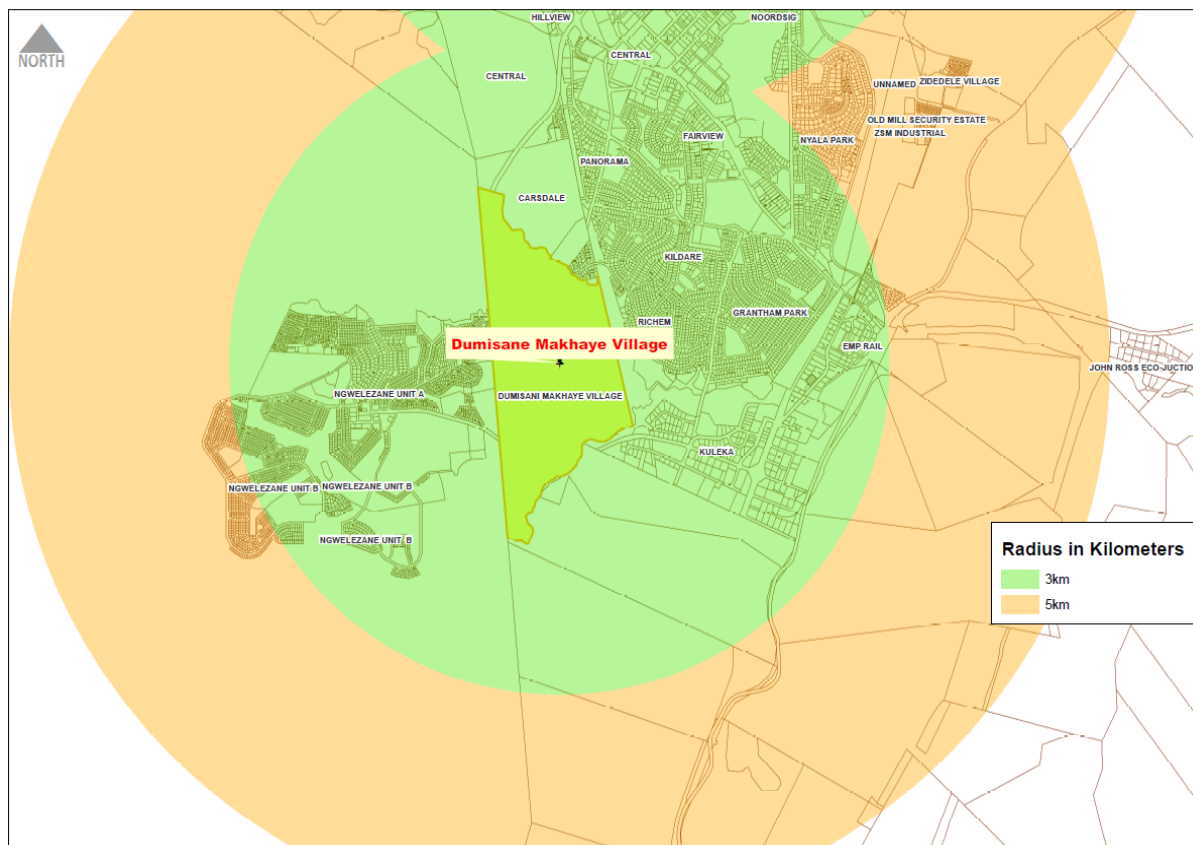 HILLVIEW
NOORDSIG
NORTH
CENTRAL
CENTRAL
UNNAMED
ZIDEDELE VILLAGE
OLD MILL SECURITY ESTATE
ZSM INDUSTRIAL
FAIRVIEW
NYALA PARK
PANORAMA
CARSDALE
KILDARE
GRANTHAM PARK
RICHEM
Dumisane Makhaye Village
EMP RAIL
JOHN ROSS ECO-JUCTIO
NGWELEZANE UNIT A
DUMISANI MAKHAYE VILLAGE
KULEKA
NGWELEZANE UNIT B
NGWELEZANE UNIT B
NGWELEZANE UNIT B
Radius in Kilometers
3km
5km